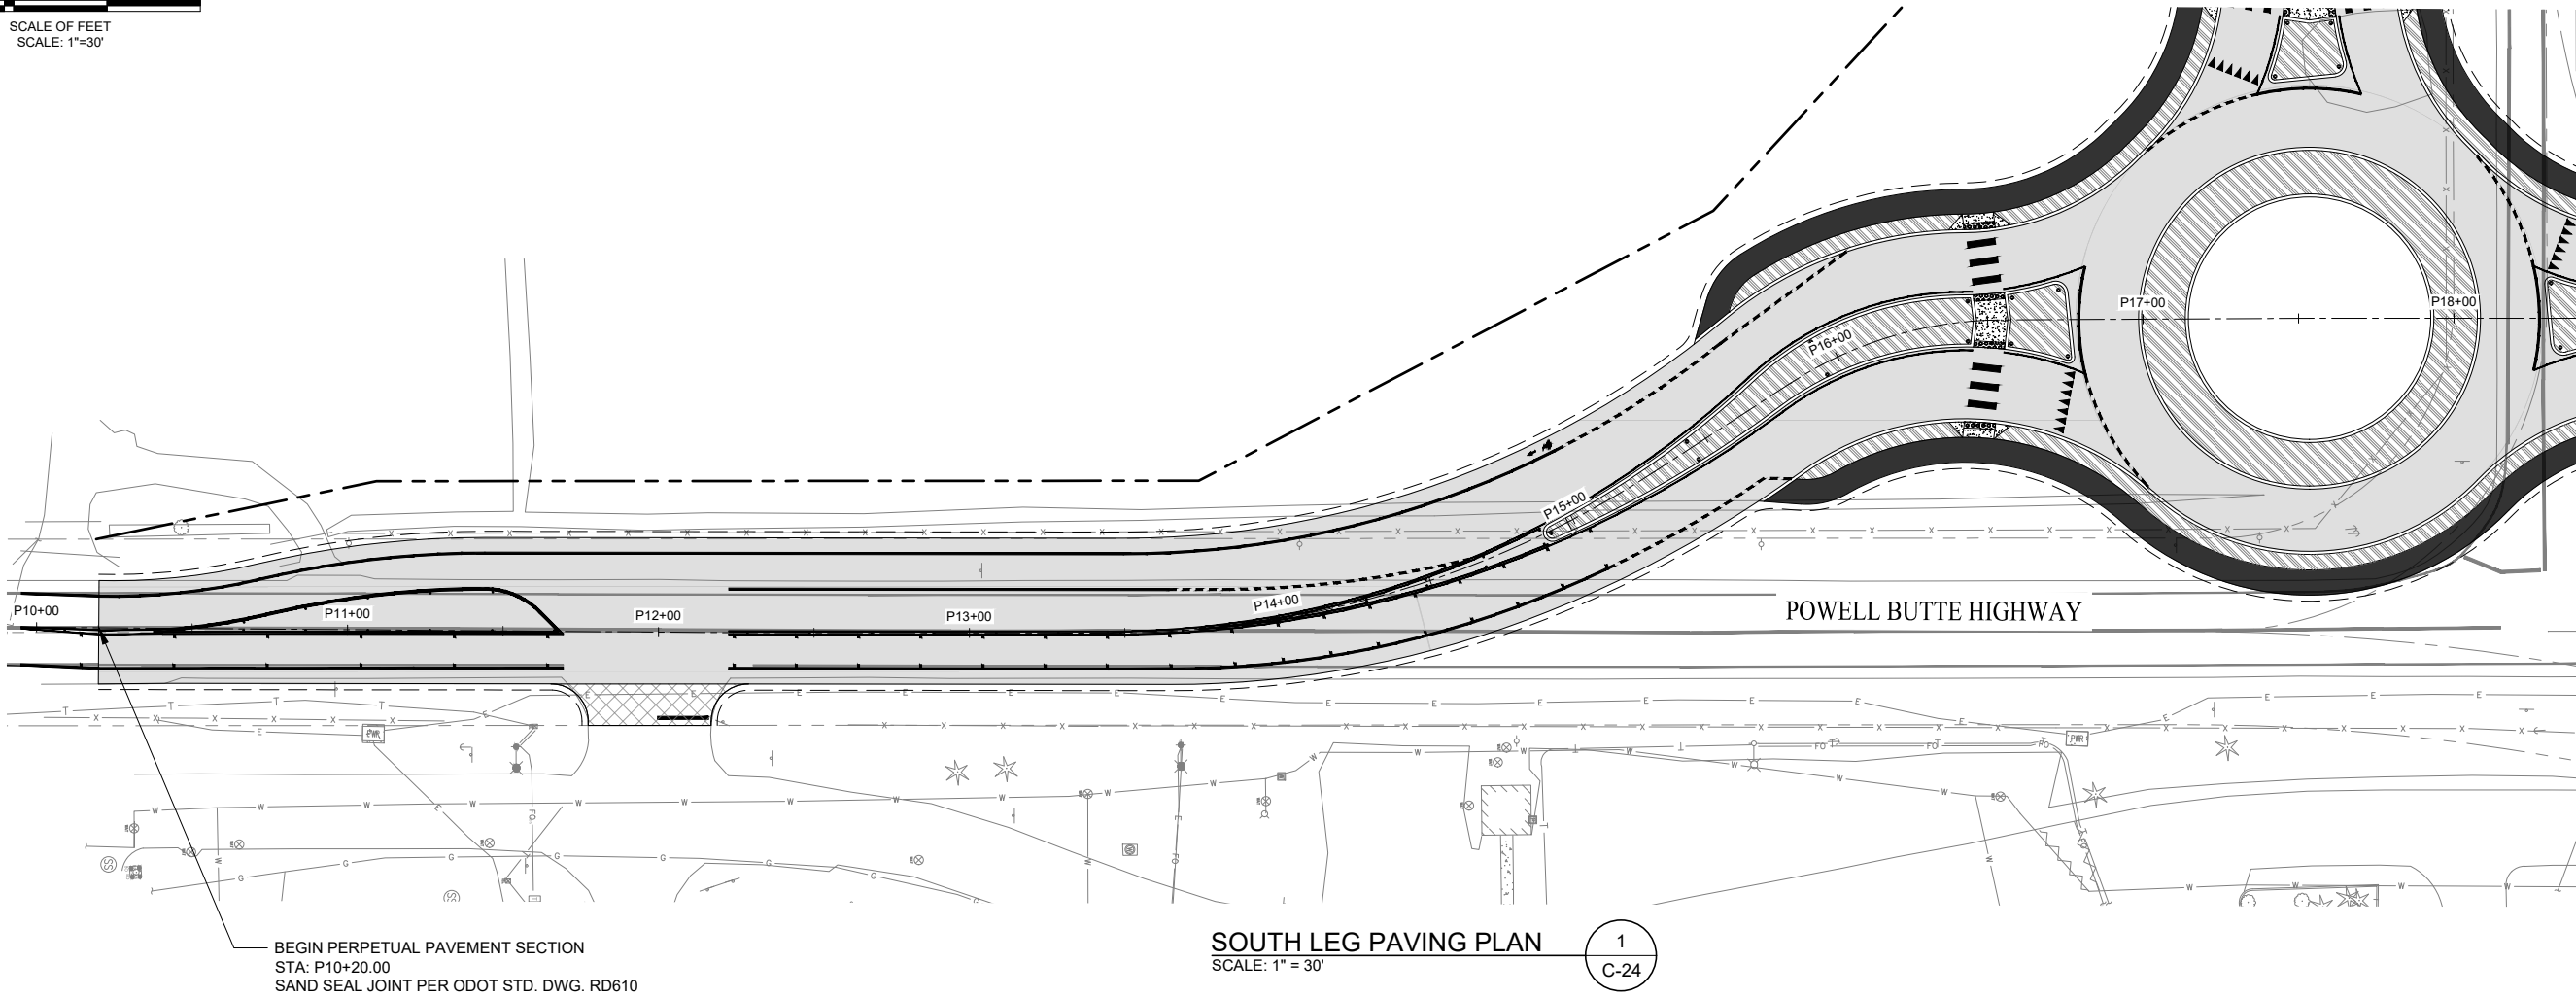 SCALE OF FEET
SCALE: 1"=30'
P10+00
P11+00
P12+00
P13+00
P14+00
P15+00
P16+00
P17+00
P18+00
POWELL BUTTE HIGHWAY
BEGIN PERPETUAL PAVEMENT SECTION
STA: P10+20.00
SAND SEAL JOINT PER ODOT STD. DWG. RD610
SOUTH LEG PAVING PLAN
SCALE: 1" = 30'
1
C-24